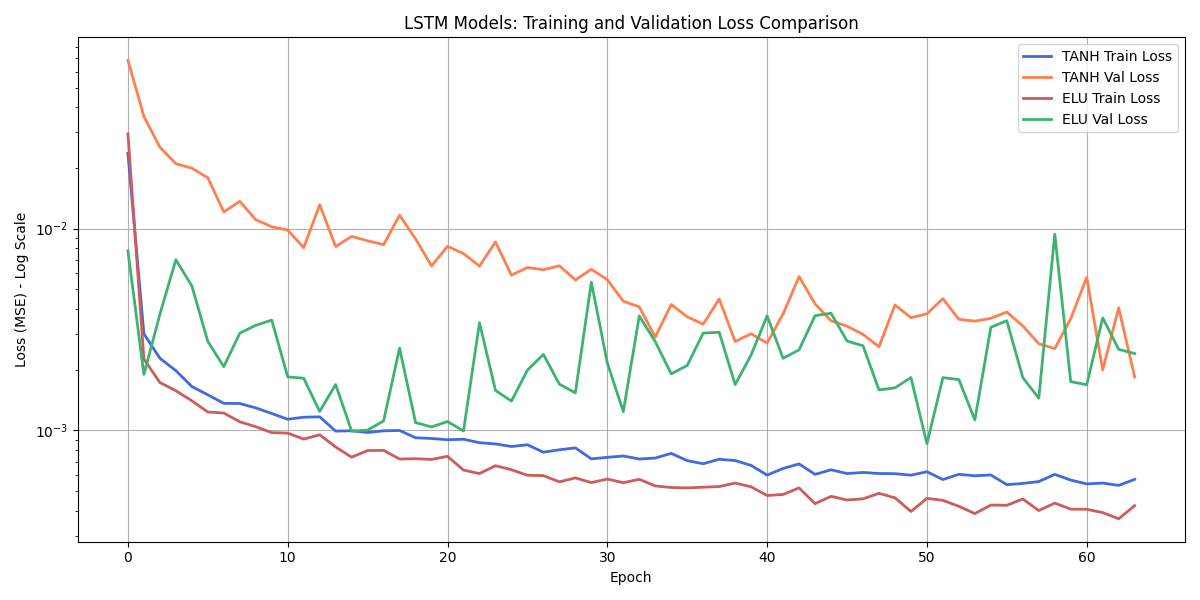 LSTM Models: Training and Validation Loss Comparison
TANH Train Loss
TANH Val Loss
ELU Train Loss
ELU Val Loss
Loss (MSE) - Log Scale
10⁻²
10⁻³
0 10 20 30 40 50 60
Epoch